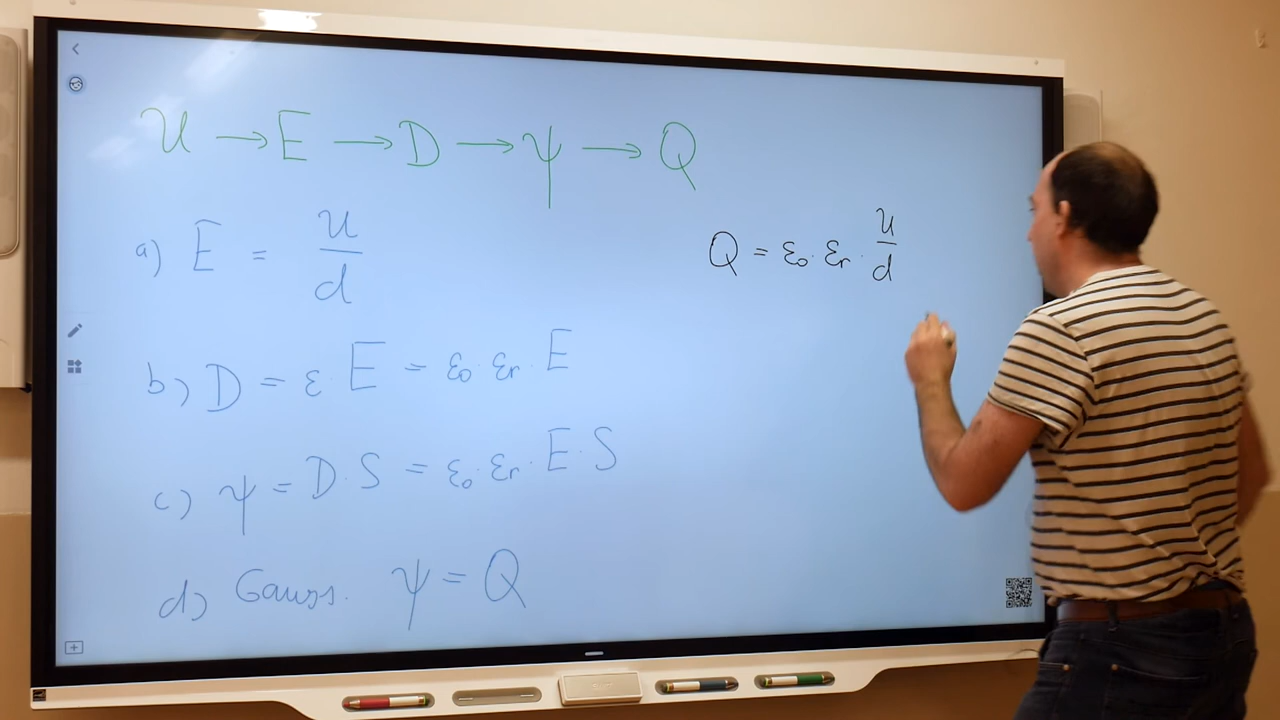 U → E → D → ψ → Q
a) E = U/d
b) D = ε · E = ε₀ · εᵣ · E
c) ψ = D · S = ε₀ · εᵣ · E · S
d) Gauss. ψ = Q
Q = ε₀ · εᵣ · U/d